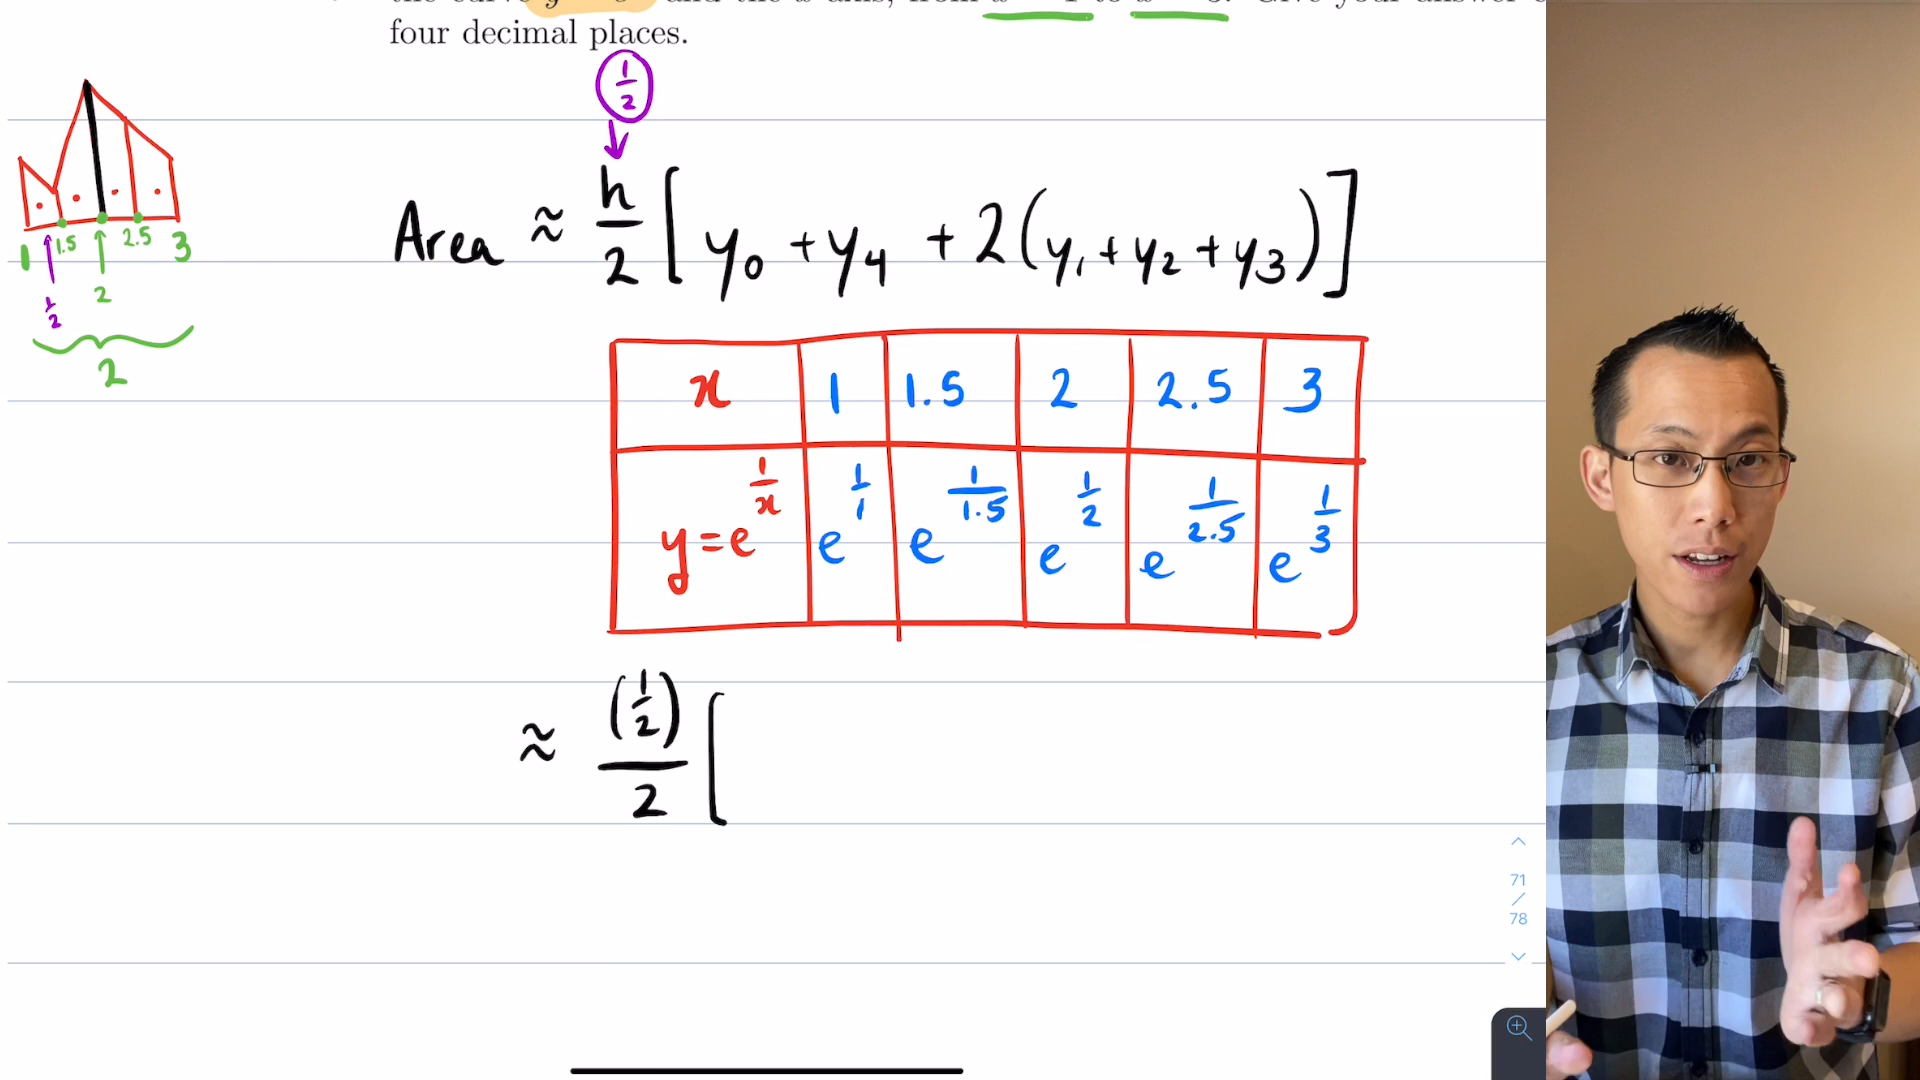 four decimal places.
1/2
Area ≈ h/2 [ y₀ + y₄ + 2(y₁ + y₂ + y₃) ]
1 1.5 2 2.5 3
1/2
2
x 1 1.5 2 2.5 3
y = e^(1/x) e^(1/1) e^(1/1.5) e^(1/2) e^(1/2.5) e^(1/3)
≈ (1/2)/2 [
71
/
78